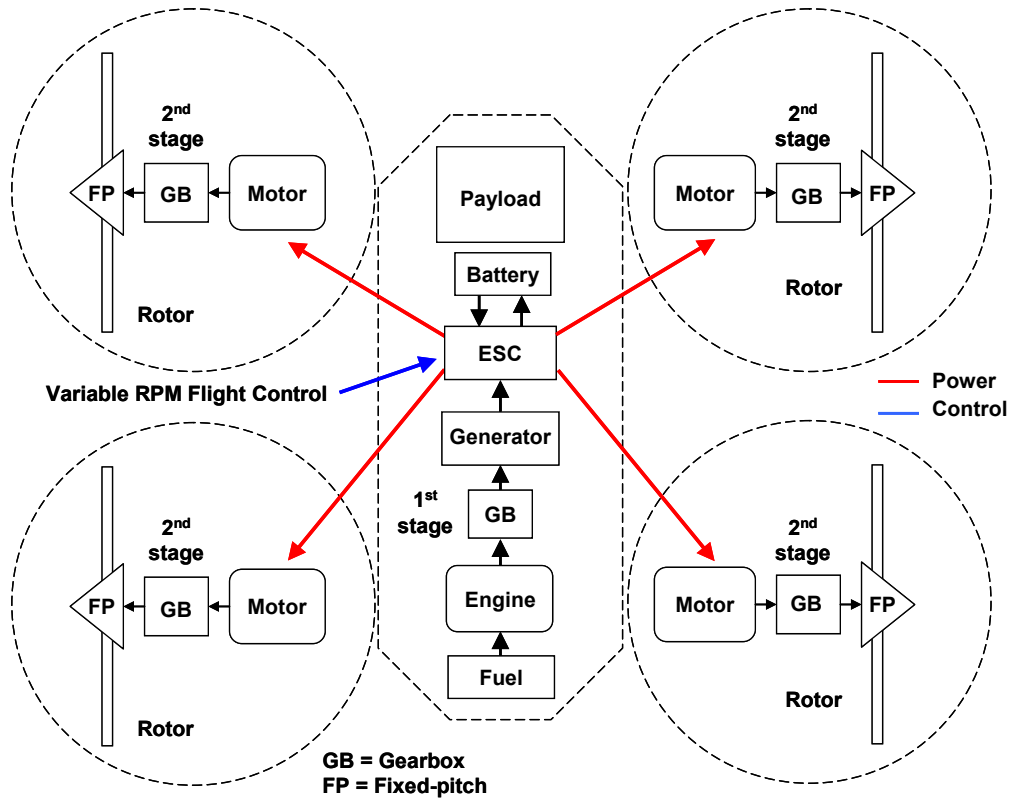 2nd
stage
FP
GB
Motor
Rotor
Payload
Battery
ESC
Generator
1st
stage
GB
Engine
Fuel
2nd
stage
Motor
GB
FP
Rotor
Variable RPM Flight Control
Power
Control
2nd
stage
FP
GB
Motor
Rotor
2nd
stage
Motor
GB
FP
Rotor
GB = Gearbox
FP = Fixed-pitch